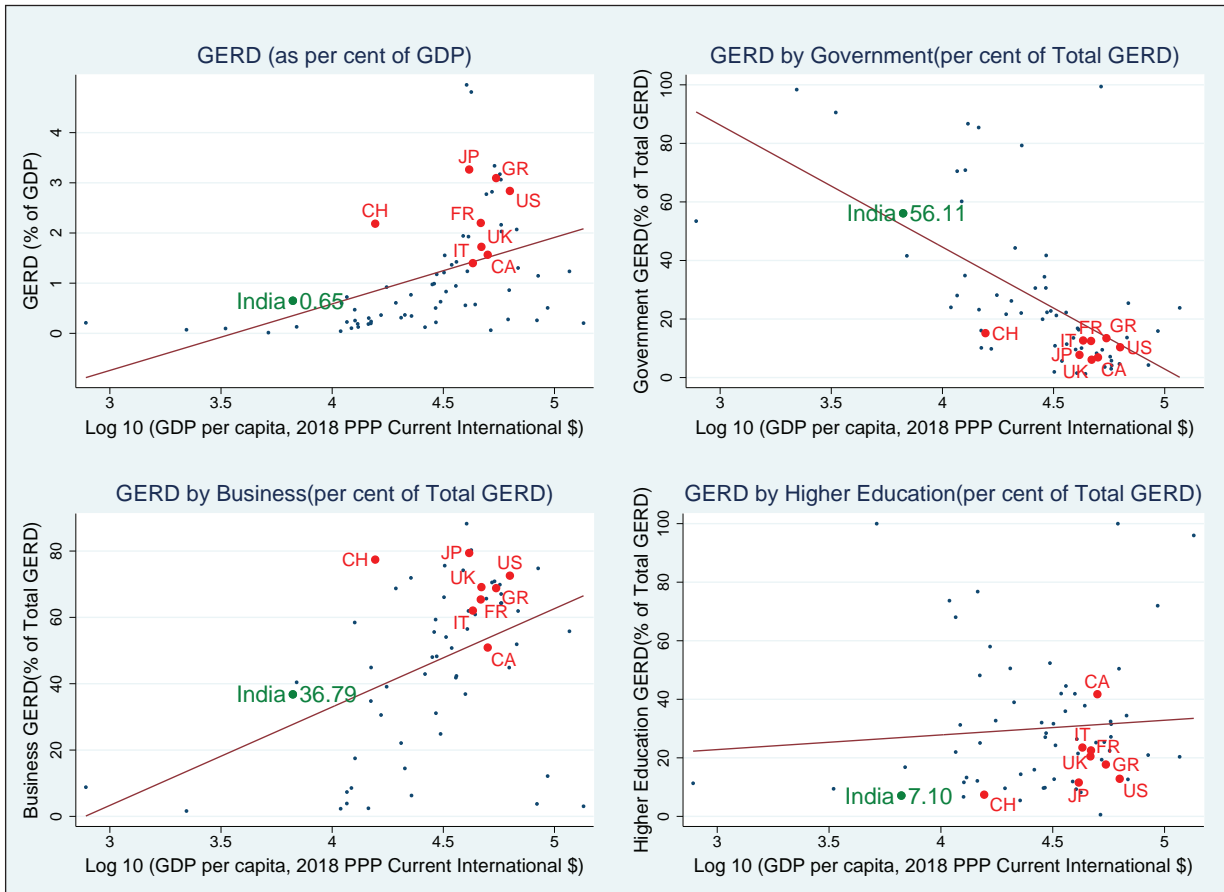 GERD (as per cent of GDP)
GERD (% of GDP)
4
3
2
1
0
JP
GR
US
CH
FR
UK
IT
CA
India 0.65
3
3.5
4
4.5
5
Log 10 (GDP per capita, 2018 PPP Current International $)
GERD by Government(per cent of Total GERD)
Government GERD(% of Total GERD)
100
80
60
40
20
0
India 56.11
CH
IT
FR
GR
JP
US
UK
CA
3
3.5
4
4.5
5
Log 10 (GDP per capita, 2018 PPP Current International $)
GERD by Business(per cent of Total GERD)
Business GERD(% of Total GERD)
80
60
40
20
0
CH
JP
US
UK
GR
IT
FR
CA
India 36.79
3
3.5
4
4.5
5
Log 10 (GDP per capita, 2018 PPP Current International $)
GERD by Higher Education(per cent of Total GERD)
Higher Education GERD(% of Total GERD)
100
80
60
40
20
0
CA
IT
FR
UK
GR
US
JP
CH
India 7.10
3
3.5
4
4.5
5
Log 10 (GDP per capita, 2018 PPP Current International $)